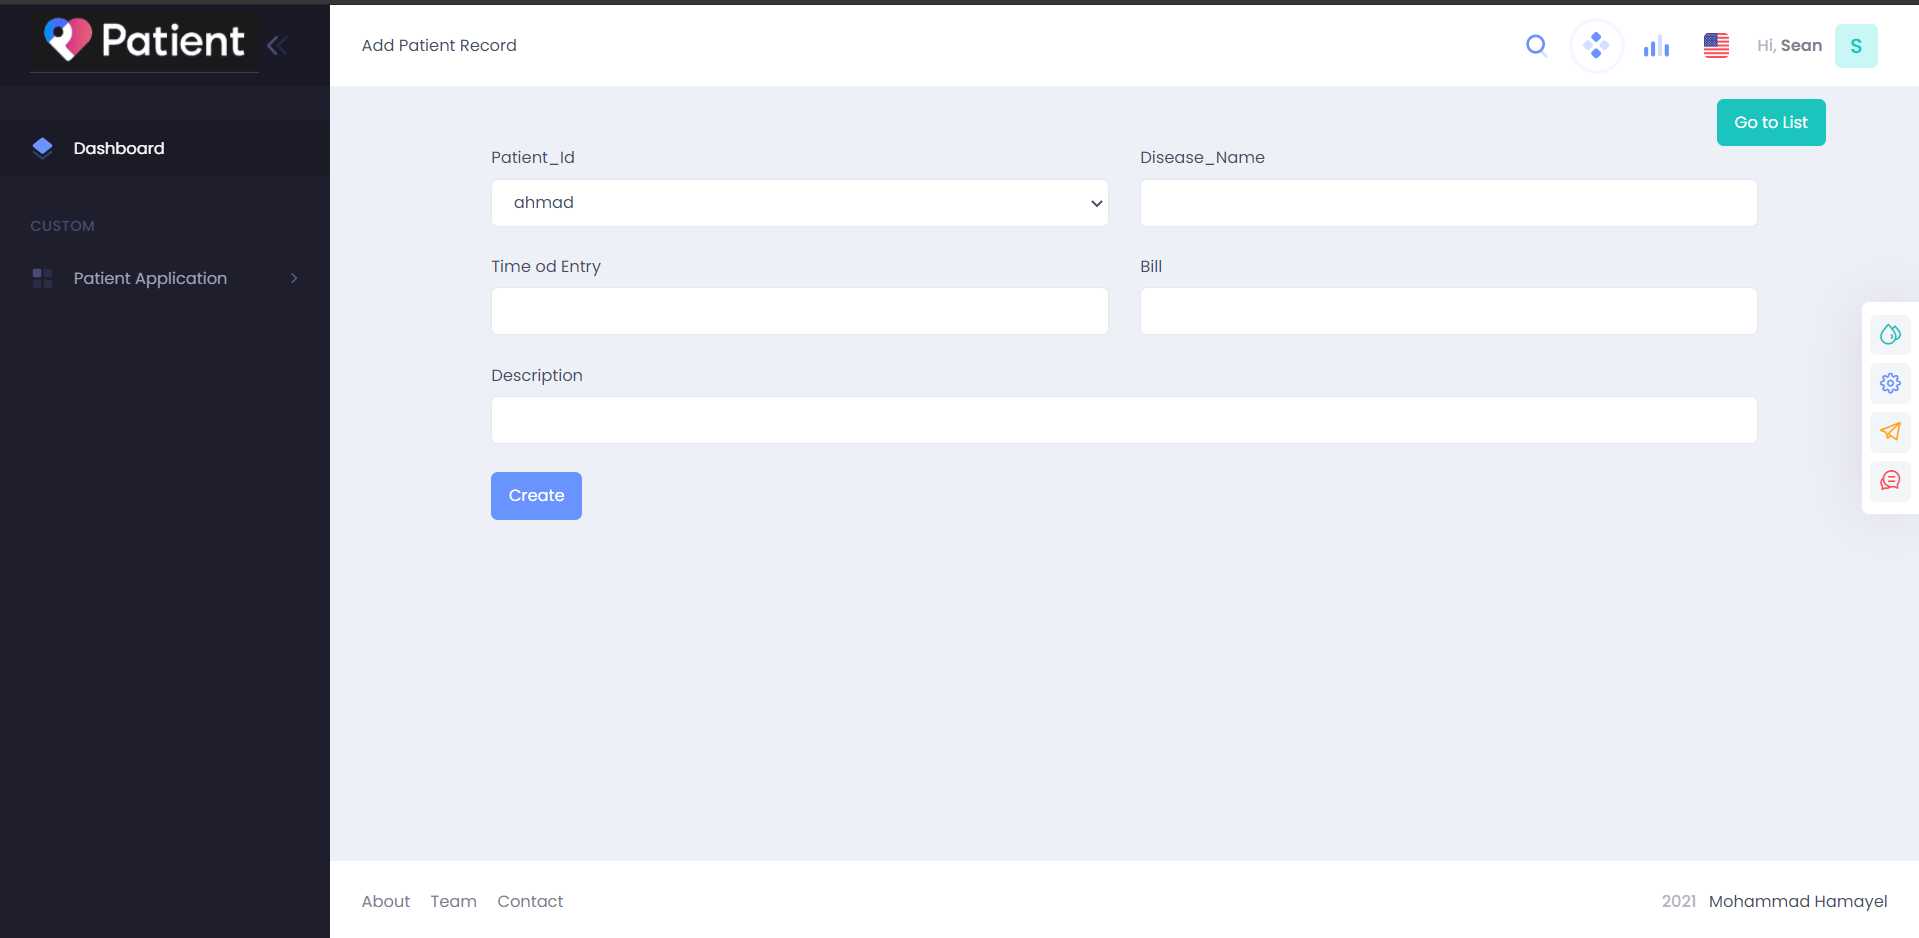 Patient
Add Patient Record
Hi, Sean
S
Go to List
Dashboard
CUSTOM
Patient Application
Patient_Id
Disease_Name
ahmad
Time od Entry
Bill
Description
Create
About
Team
Contact
2021 Mohammad Hamayel